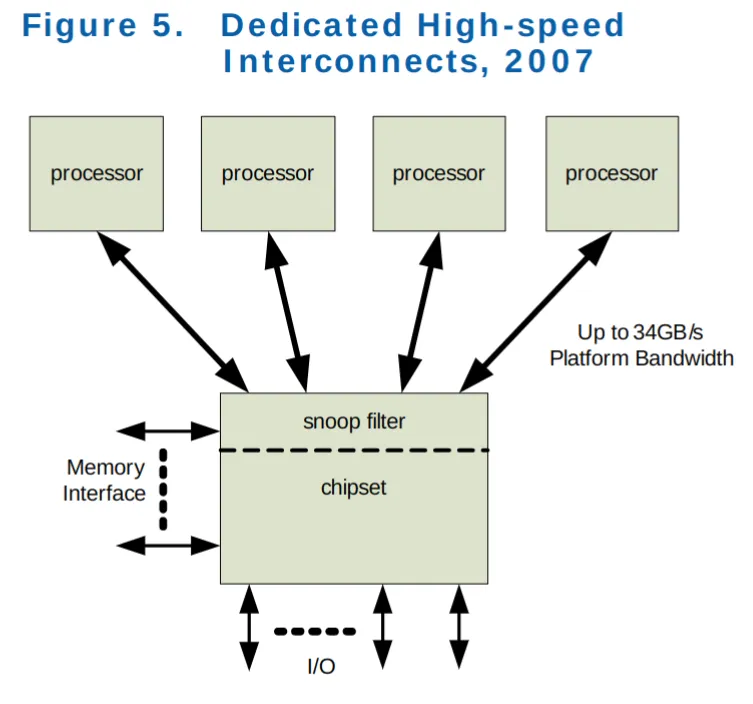 Figure 5. Dedicated High-speed
Interconnects, 2007
processor
processor
processor
processor
Up to 34GB/s
Platform Bandwidth
snoop filter
Memory
Interface
chipset
I/O